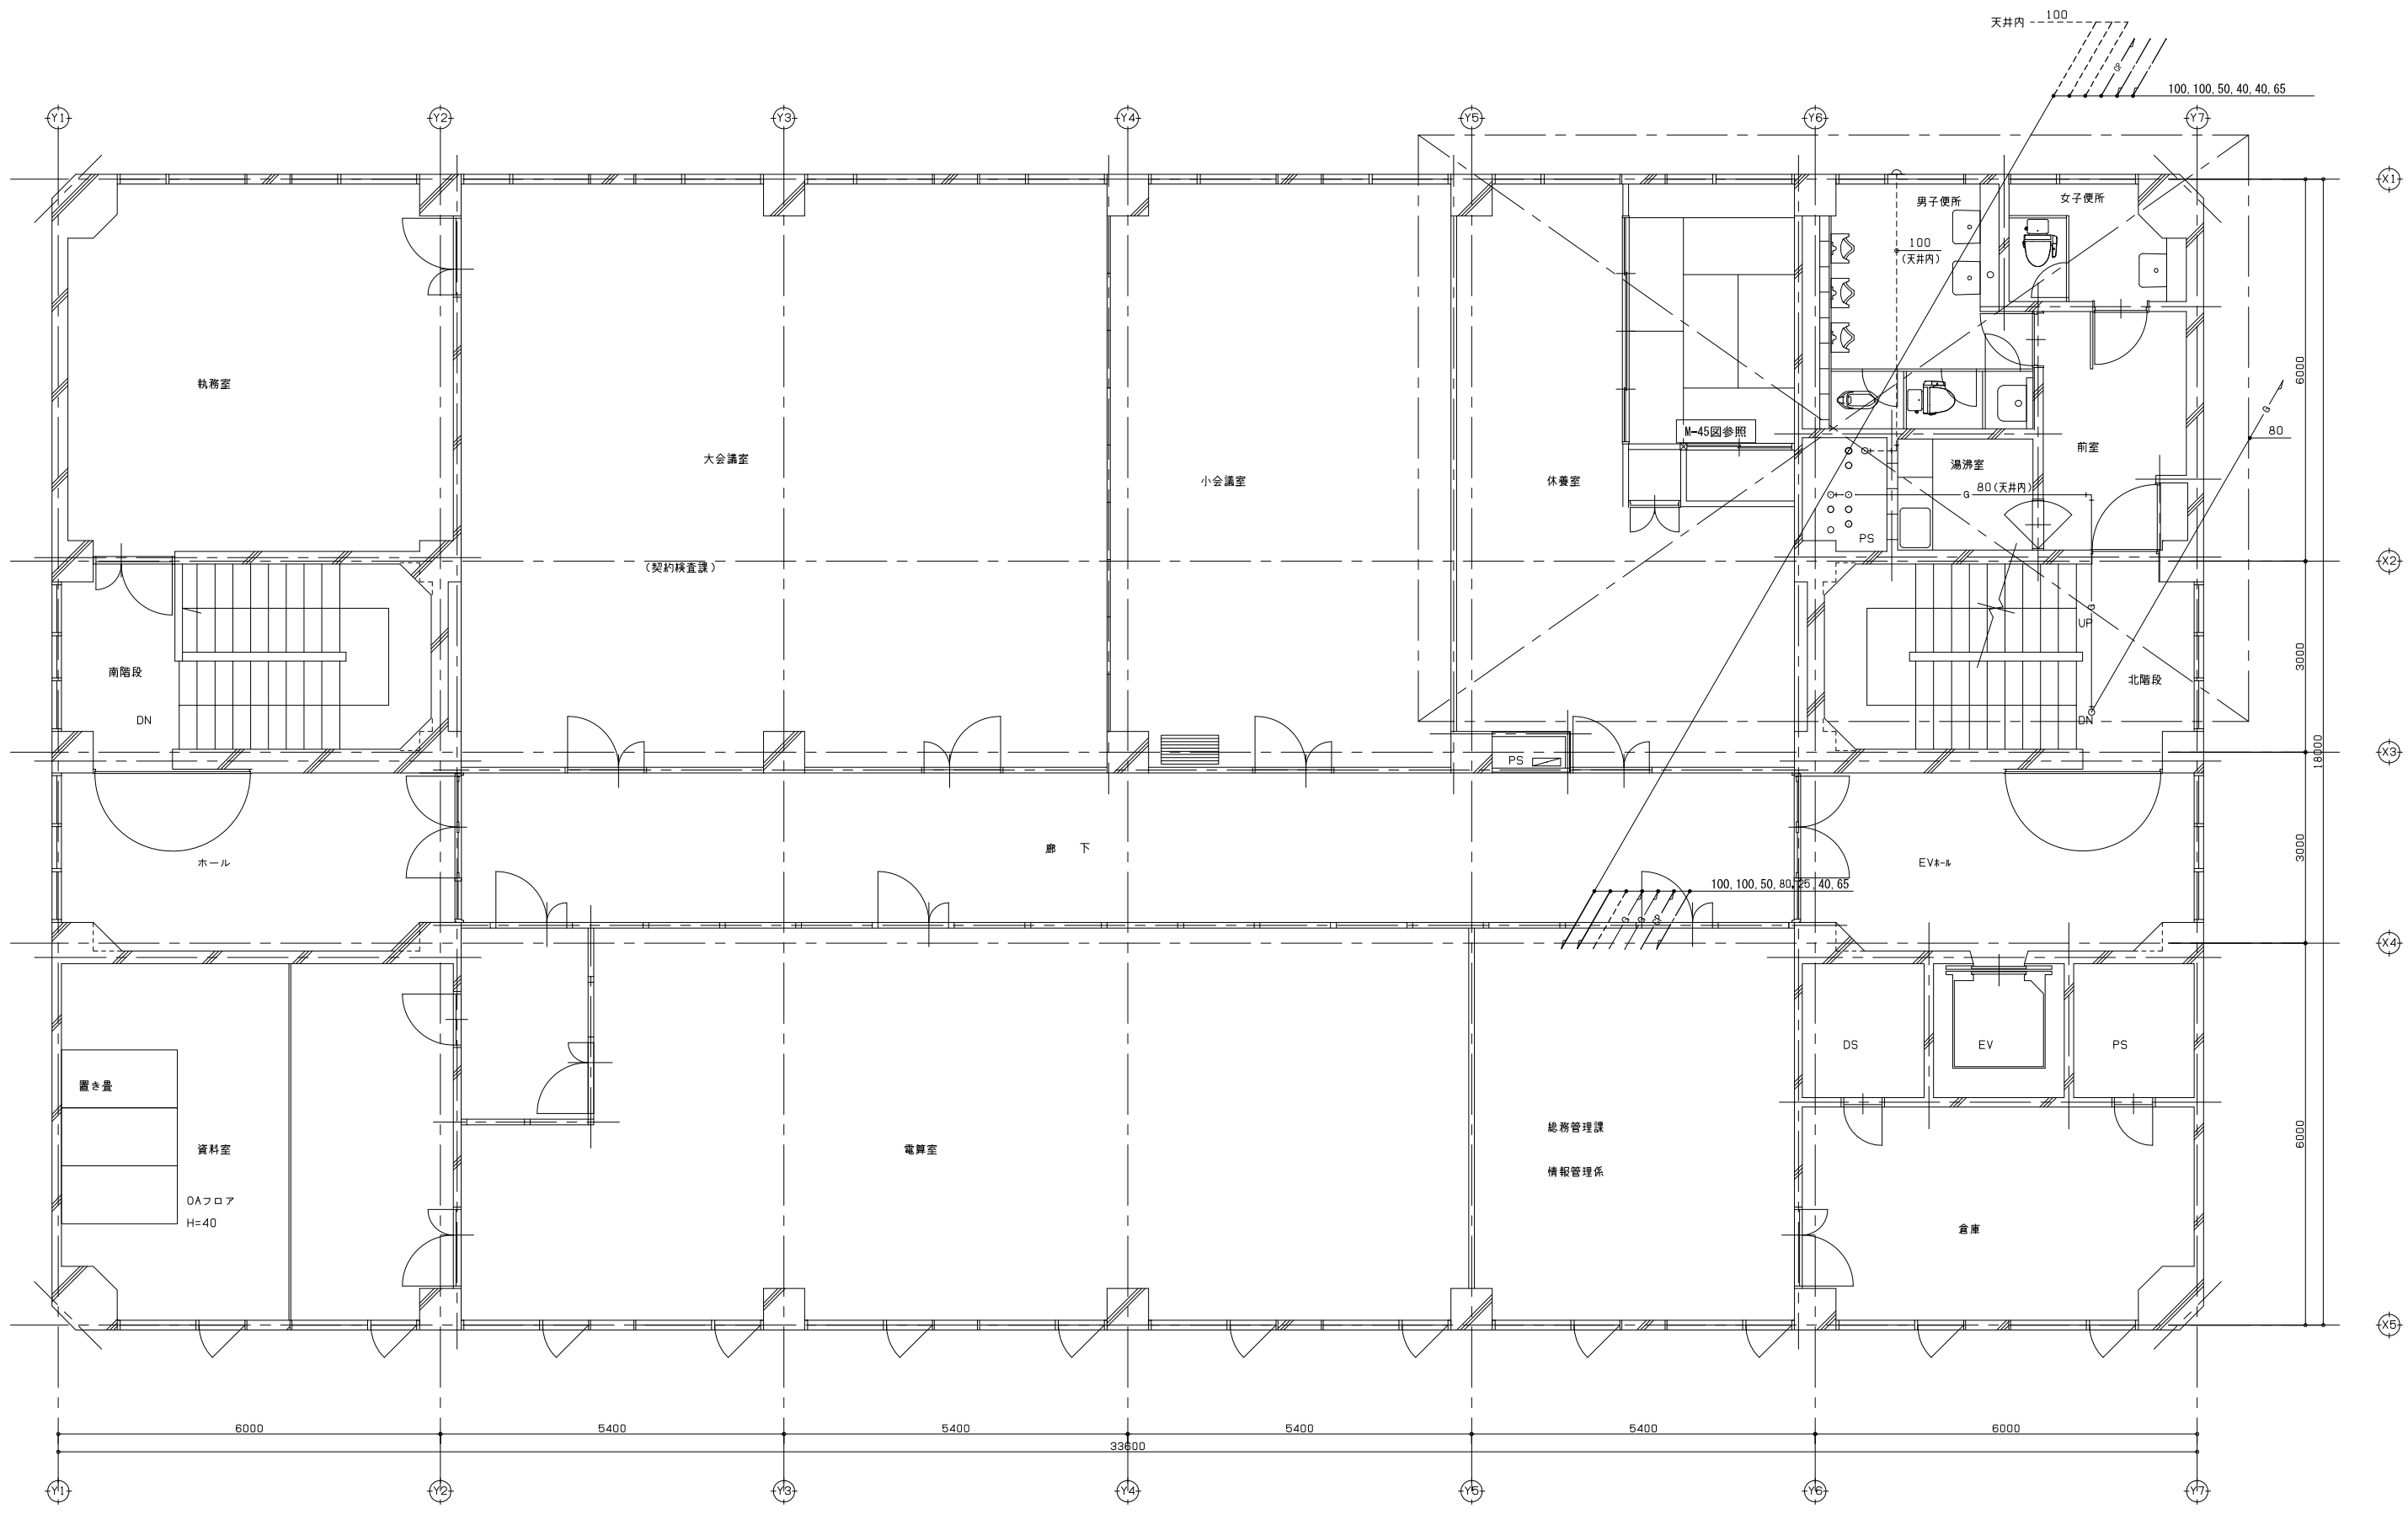 天井内 100
100,100,50,40,40,65
G
Y1 Y2 Y3 Y4 Y5 Y6 Y7
X1
男子便所
女子便所
100
(天井内)
6000
執務室
G
80
M-45図参照
大会議室
小会議室
休養室
湯沸室
前室
80(天井内)
G
PS
X2
(契約検査課)
G
UP
南階段
北階段
DN
DN
3000
18000
X3
PS
ホール
廊 下
EVホール
3000
100,100,50,80,25,40,65
G G CP
X4
DS
EV
PS
置き畳
総務管理課
資料室
電算室
6000
情報管理係
OAフロア
H=40
倉庫
X5
6000 5400 5400 5400 5400 6000
33600
Y1 Y2 Y3 Y4 Y5 Y6 Y7